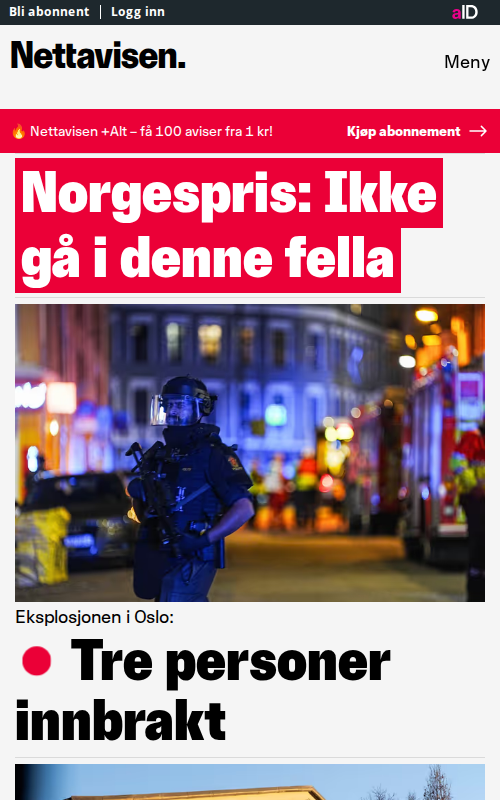 Bli abonnent | Logg inn
aID
Nettavisen.
Meny
🔥 Nettavisen +Alt – få 100 aviser fra 1 kr!
Kjøp abonnement →
Norgespris: Ikke
gå i denne fella
Eksplosjonen i Oslo:
Tre personer
innbrakt